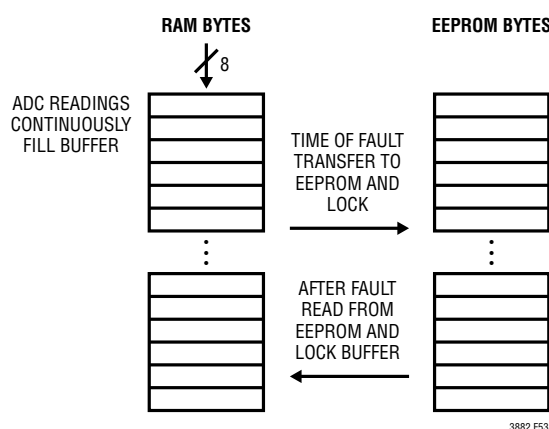 RAM BYTES
EEPROM BYTES
8
ADC READINGS
CONTINUOUSLY
FILL BUFFER
TIME OF FAULT
TRANSFER TO
EEPROM AND
LOCK
AFTER FAULT
READ FROM
EEPROM AND
LOCK BUFFER
3882 F53